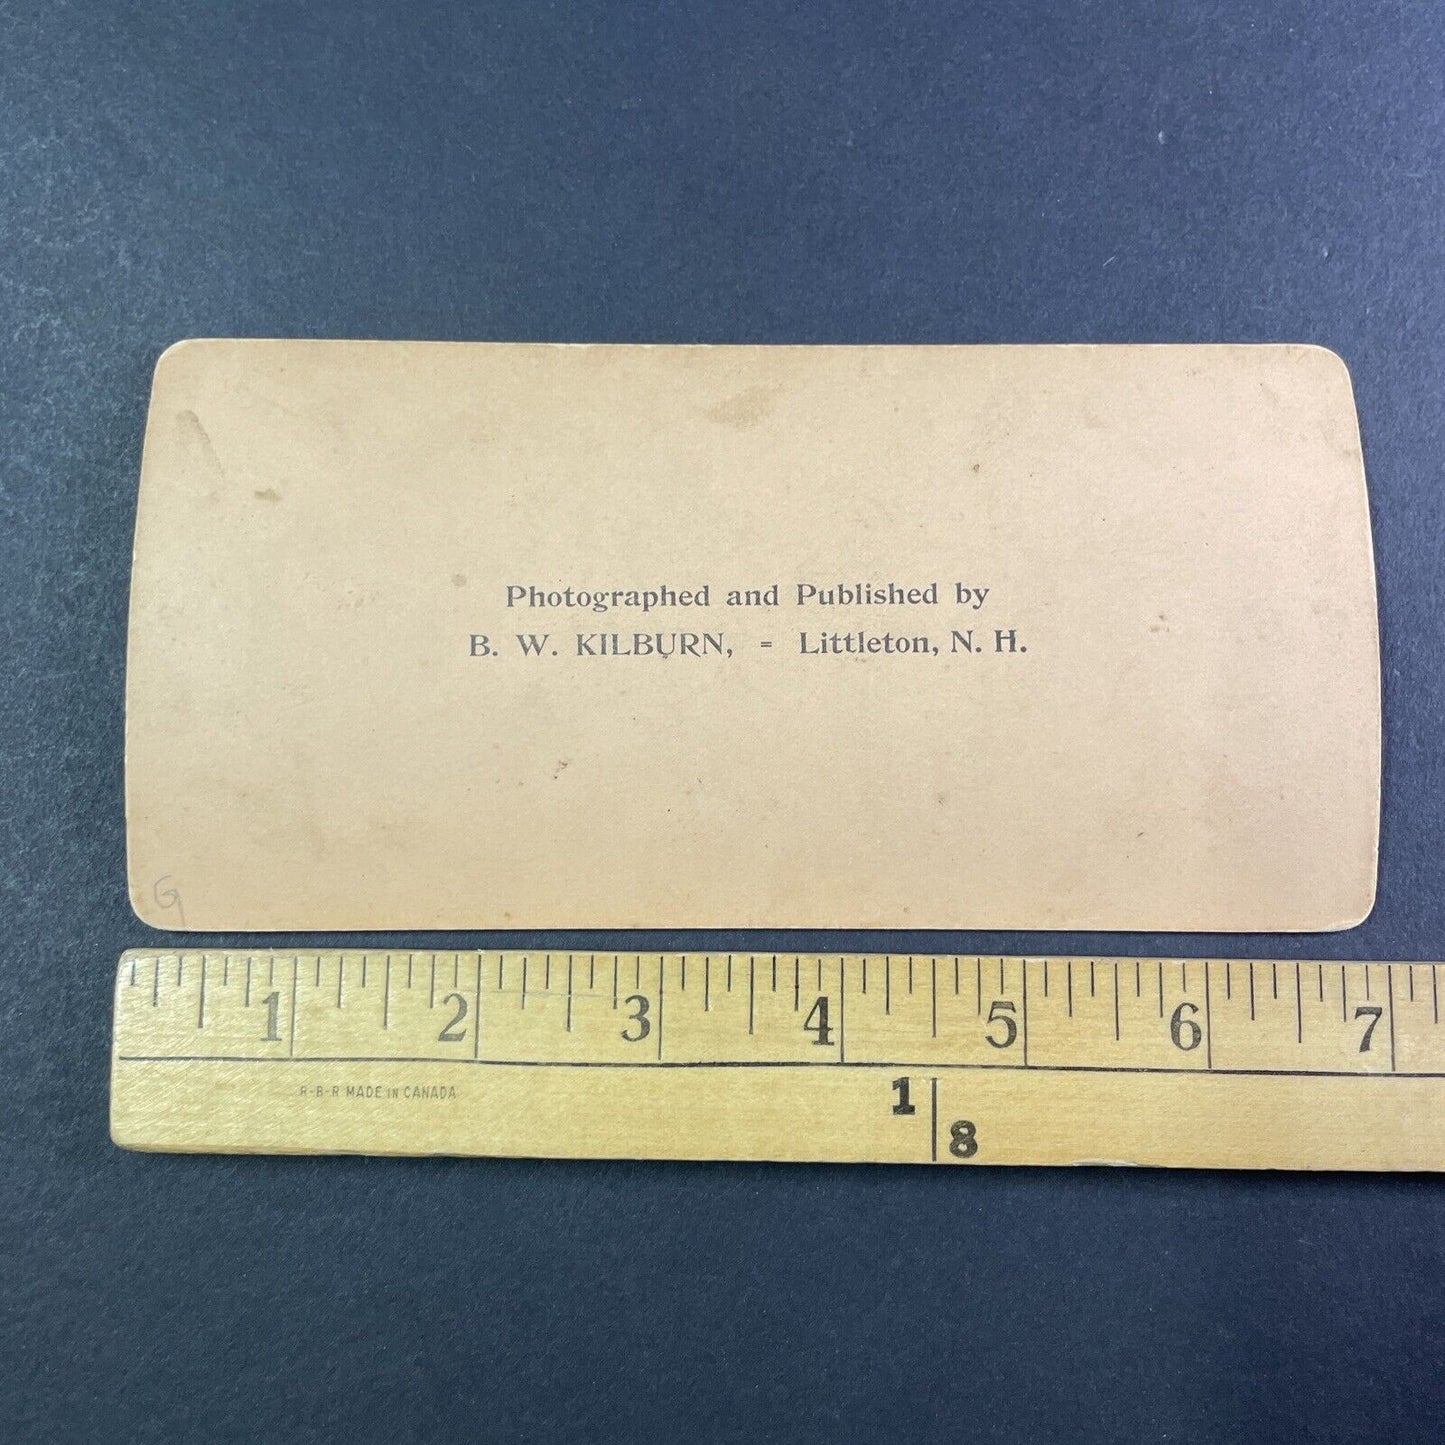 Photographed and Published by
B. W. KILBURN, = Littleton, N. H.
G
1 2 3 4 5 6 7
R-B-R MADE IN CANADA
1
8